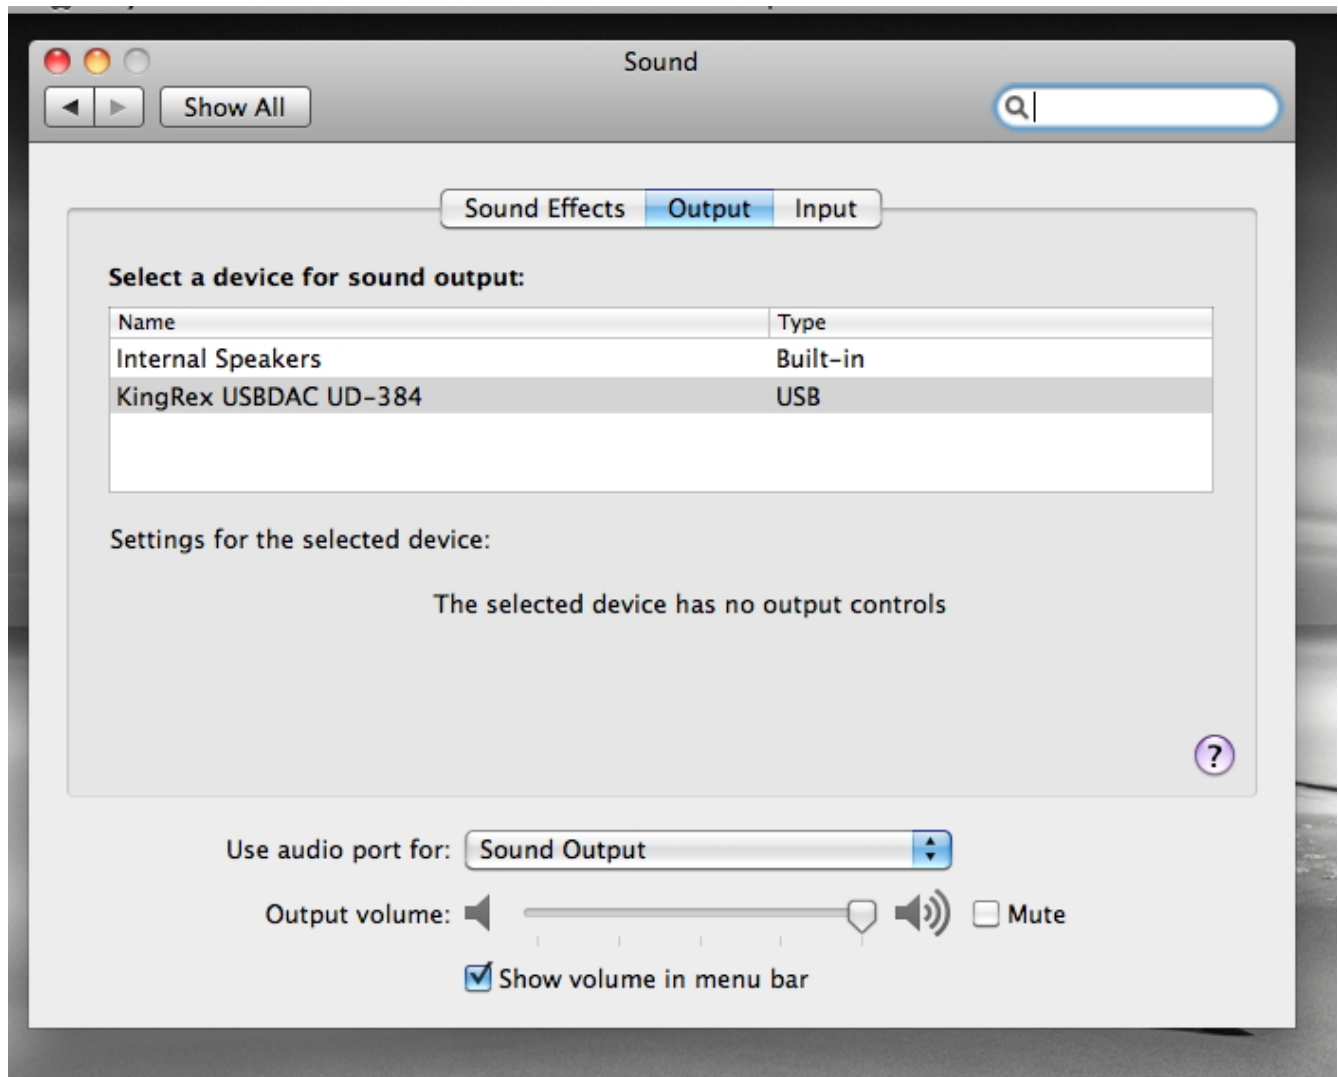 Sound
Show All
Sound Effects Output Input
Select a device for sound output:
Name Type
Internal Speakers Built-in
KingRex USBDAC UD-384 USB
Settings for the selected device:
The selected device has no output controls
?
Use audio port for: Sound Output
Output volume: Mute
Show volume in menu bar